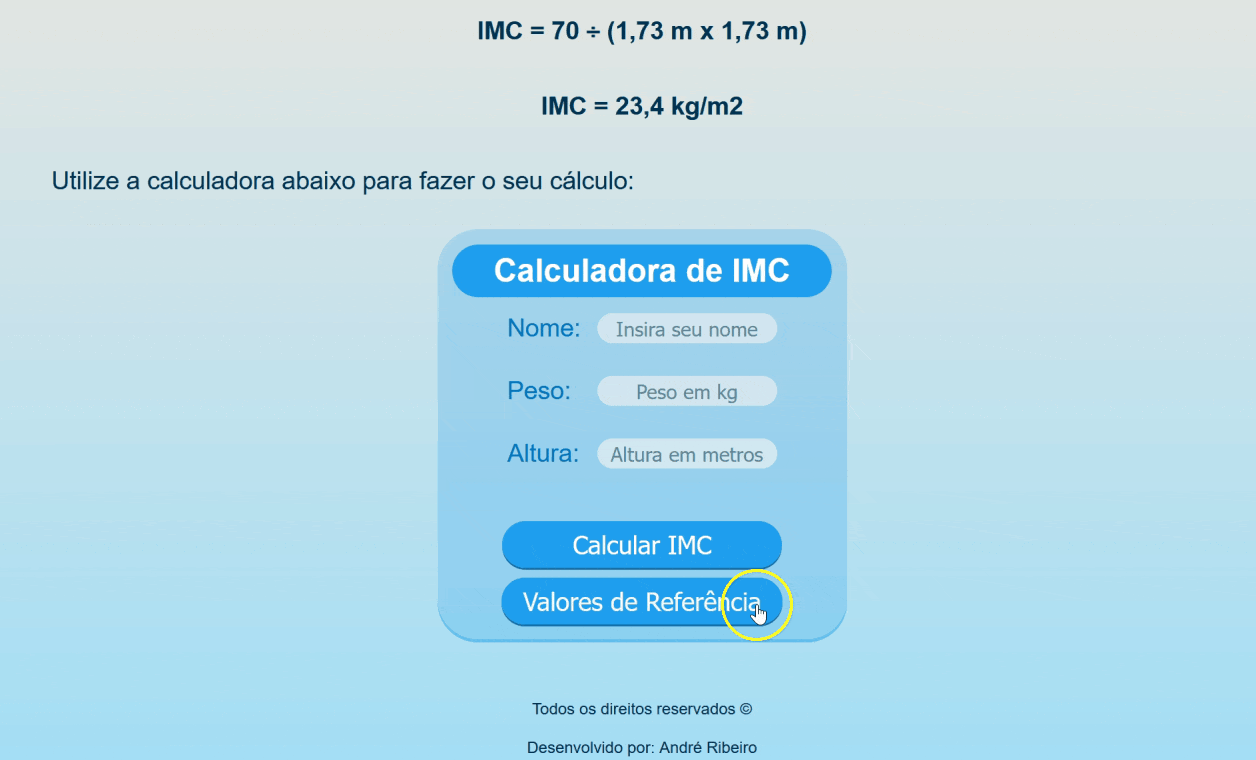 IMC = 70 ÷ (1,73 m x 1,73 m)
IMC = 23,4 kg/m2
Utilize a calculadora abaixo para fazer o seu cálculo:
Calculadora de IMC
Nome: Insira seu nome
Peso: Peso em kg
Altura: Altura em metros
Calcular IMC
Valores de Referência
Todos os direitos reservados ©
Desenvolvido por: André Ribeiro